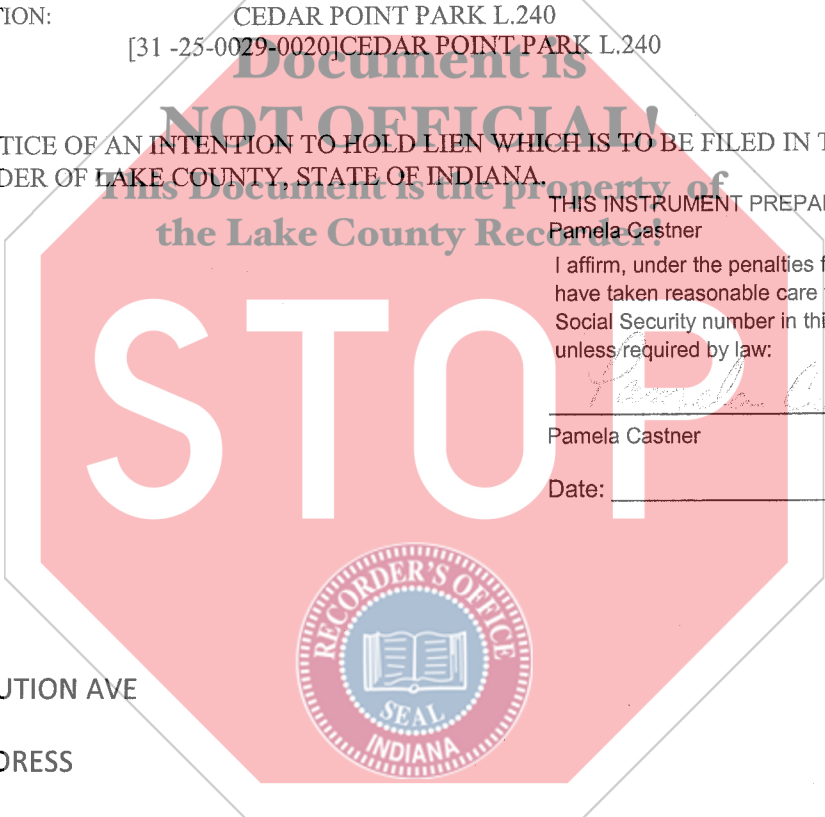 TION:
CEDAR POINT PARK L.240
[31 -25-0029-0020]CEDAR POINT PARK L.240
Document is
NOT OFFICIAL!
TICE OF AN INTENTION TO HOLD LIEN WHICH IS TO BE FILED IN T
DER OF LAKE COUNTY, STATE OF INDIANA.
This Document is the property of
the Lake County Recorder!
THIS INSTRUMENT PREPAR
Pamela Castner
I affirm, under the penalties f
have taken reasonable care
Social Security number in thi
unless required by law:
STOP
Pamela C
Pamela Castner
Date:
RECORDER'S OFFICE
SEAL
INDIANA
UTION AVE
DRESS